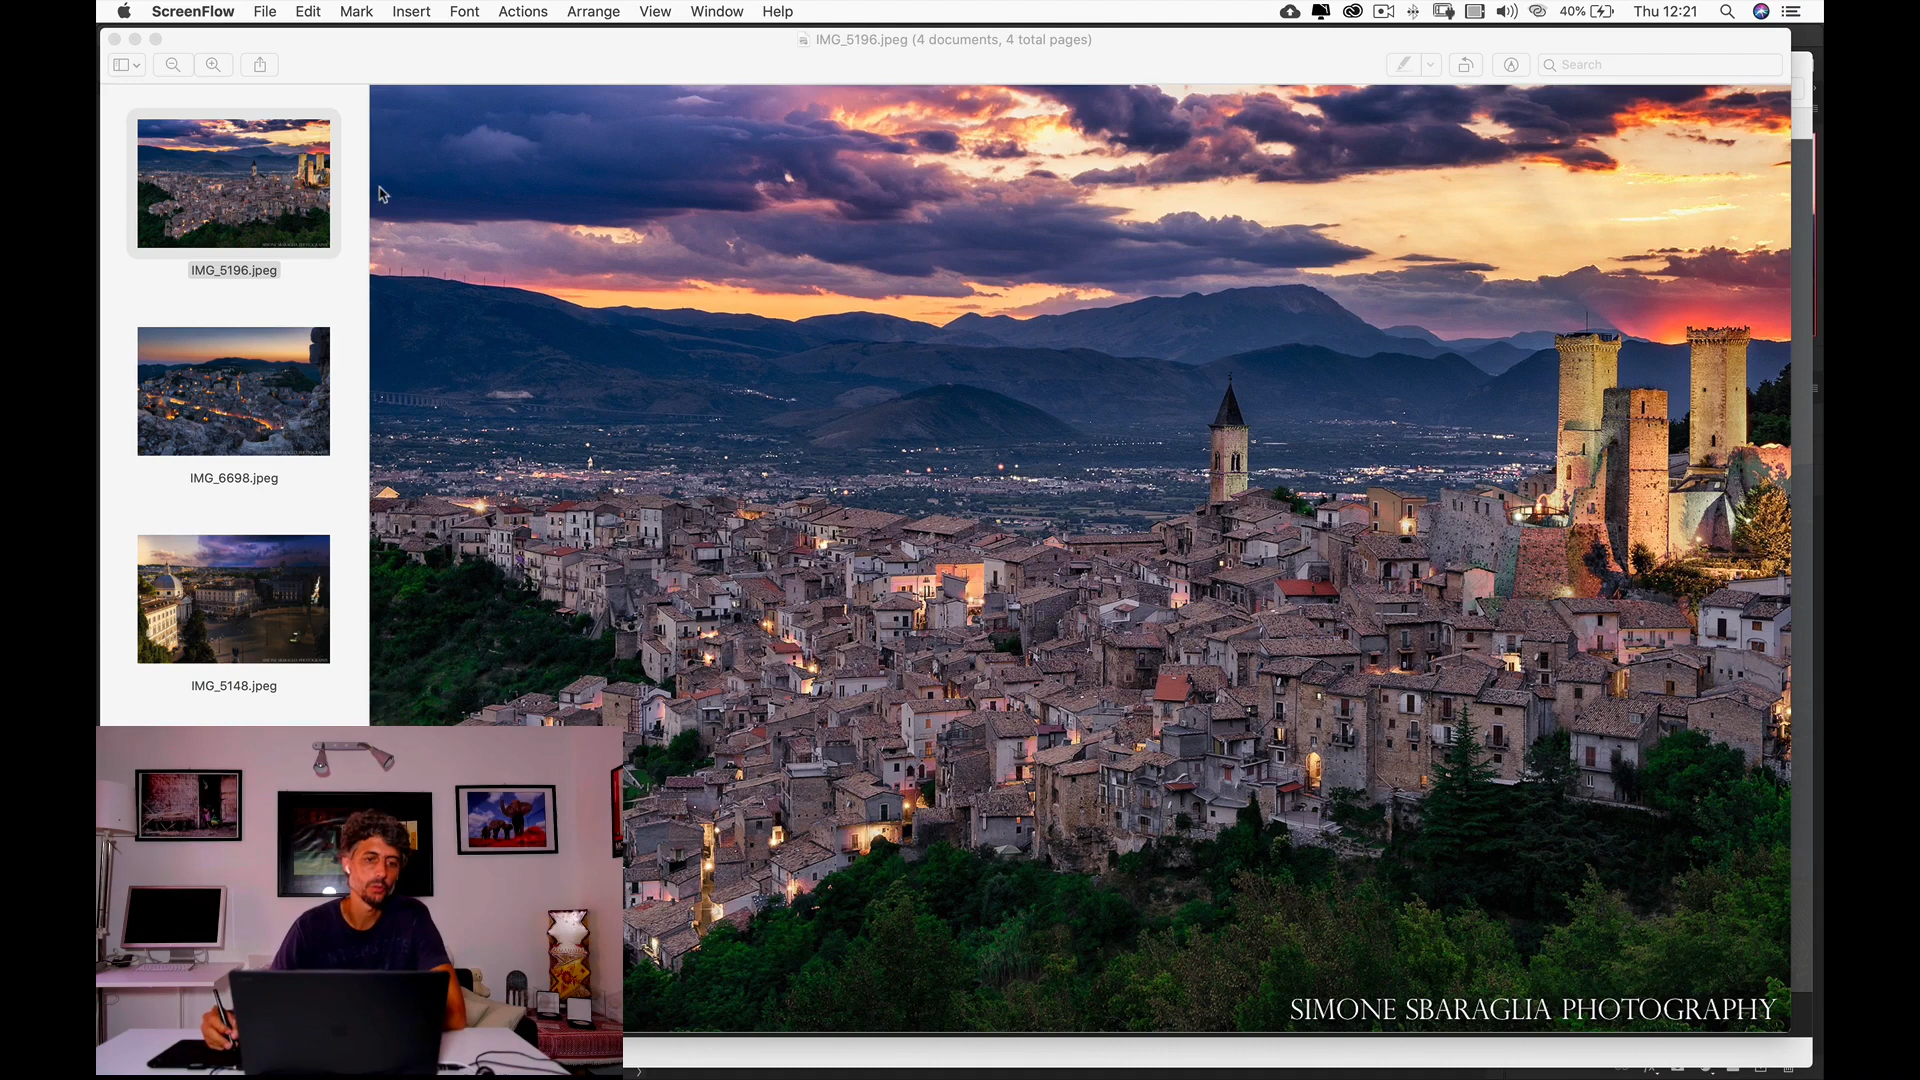 ScreenFlow File Edit Mark Insert Font Actions Arrange View Window Help 40% Thu 12:21
IMG_5196.jpeg (4 documents, 4 total pages)
Search
IMG_5196.jpeg
IMG_6698.jpeg
IMG_5148.jpeg
SIMONE SBARAGLIA PHOTOGRAPHY